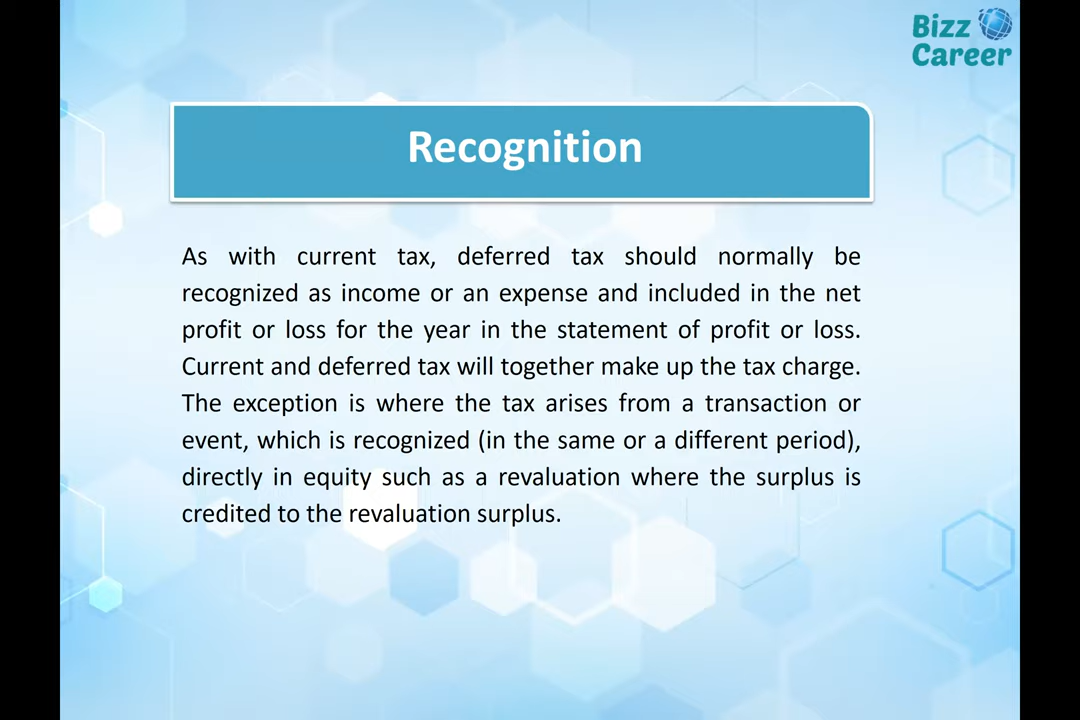 Bizz
Career
Recognition
As with current tax, deferred tax should normally be
recognized as income or an expense and included in the net
profit or loss for the year in the statement of profit or loss.
Current and deferred tax will together make up the tax charge.
The exception is where the tax arises from a transaction or
event, which is recognized (in the same or a different period),
directly in equity such as a revaluation where the surplus is
credited to the revaluation surplus.